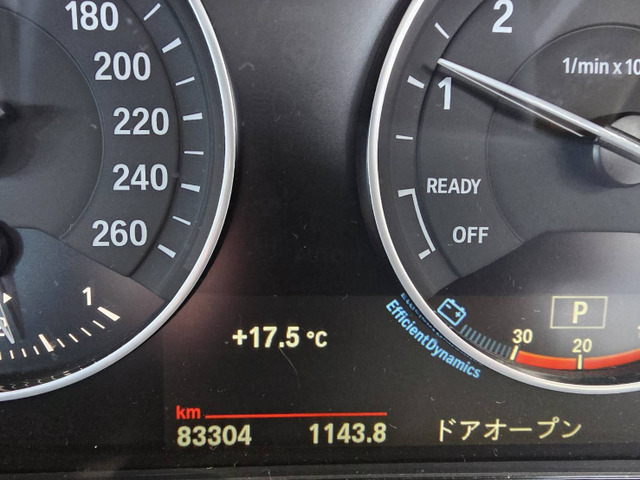 180
200
220
240
260
1
2
1
1/min x 10
READY
OFF
EfficientDynamics
P
30
20
+17.5 °C
km
83304
1143.8
ドアオープン